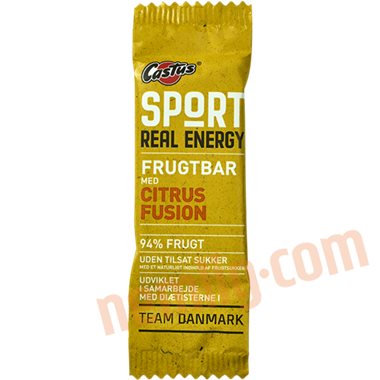 Castus
SPORT
REAL ENERGY
FRUGTBAR
MED
CITRUS
FUSION
94% FRUGT
UDEN TILSAT SUKKER
MED ET NATURLIGT INDHOLD AF FRUGTSUKKER
UDVIKLET
I SAMARBEJDE
MED DIÆTISTERNE I
TEAM DANMARK